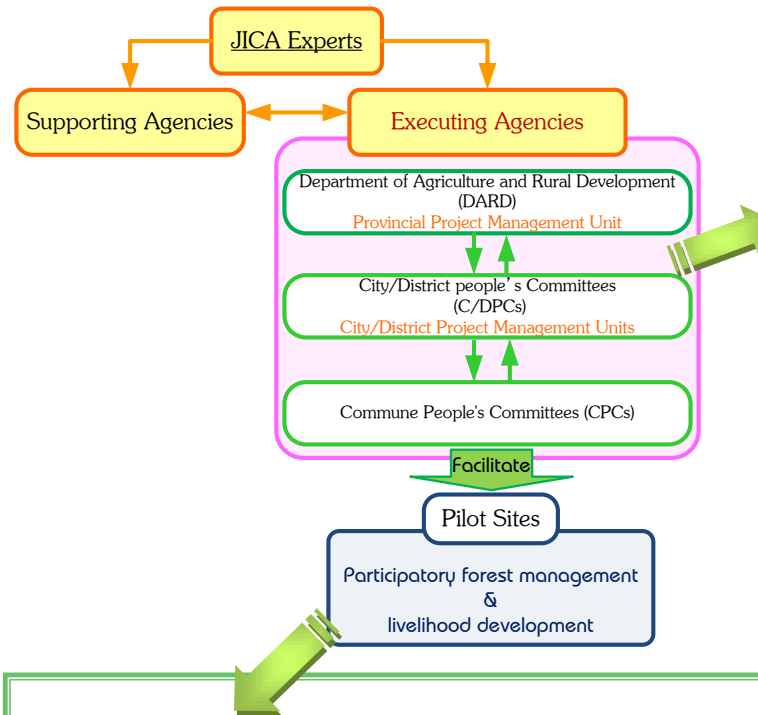 JICA Experts
Supporting Agencies
Executing Agencies
Department of Agriculture and Rural Development
(DARD)
Provincial Project Management Unit
City/District people's Committees
(C/DPCs)
City/District Project Management Units
Commune People's Committees (CPCs)
Facilitate
Pilot Sites
Participatory forest management
&
livelihood development